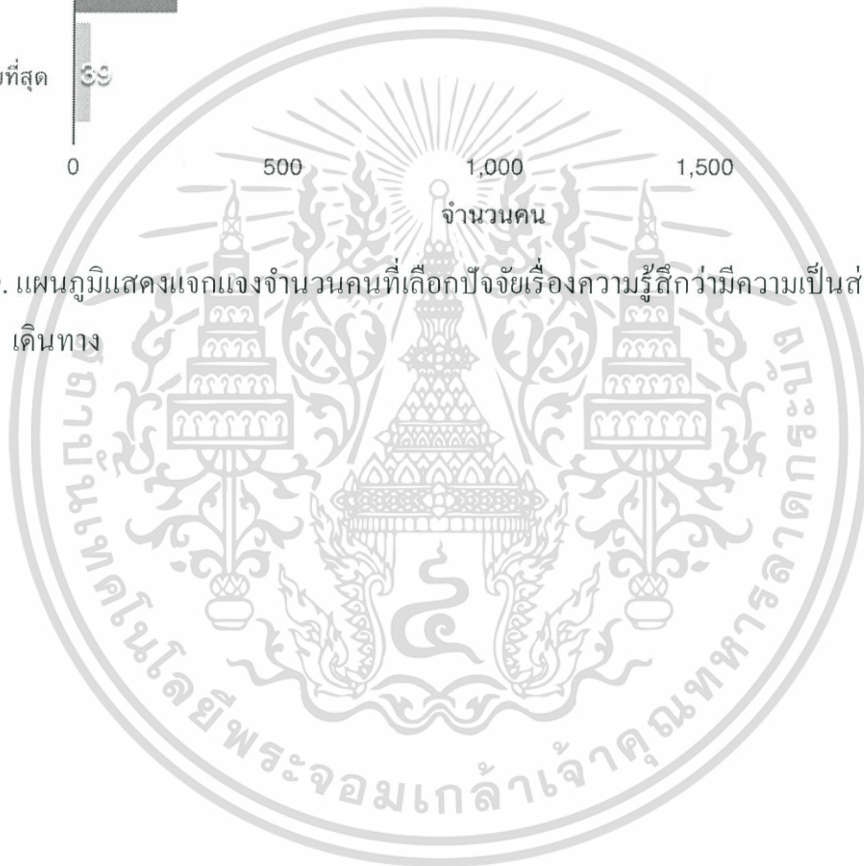 ที่สุด 39
0 500 1,000 1,500
จำนวนคน
. แผนภูมิแสดงแจกแจงจำนวนคนที่เลือกปัจจัยเรื่องความรู้สึกว่ามีความเป็นส่
เดินทาง
สถาบันเทคโนโลยีพระจอมเกล้าเจ้าคุณทหารลาดกระบัง